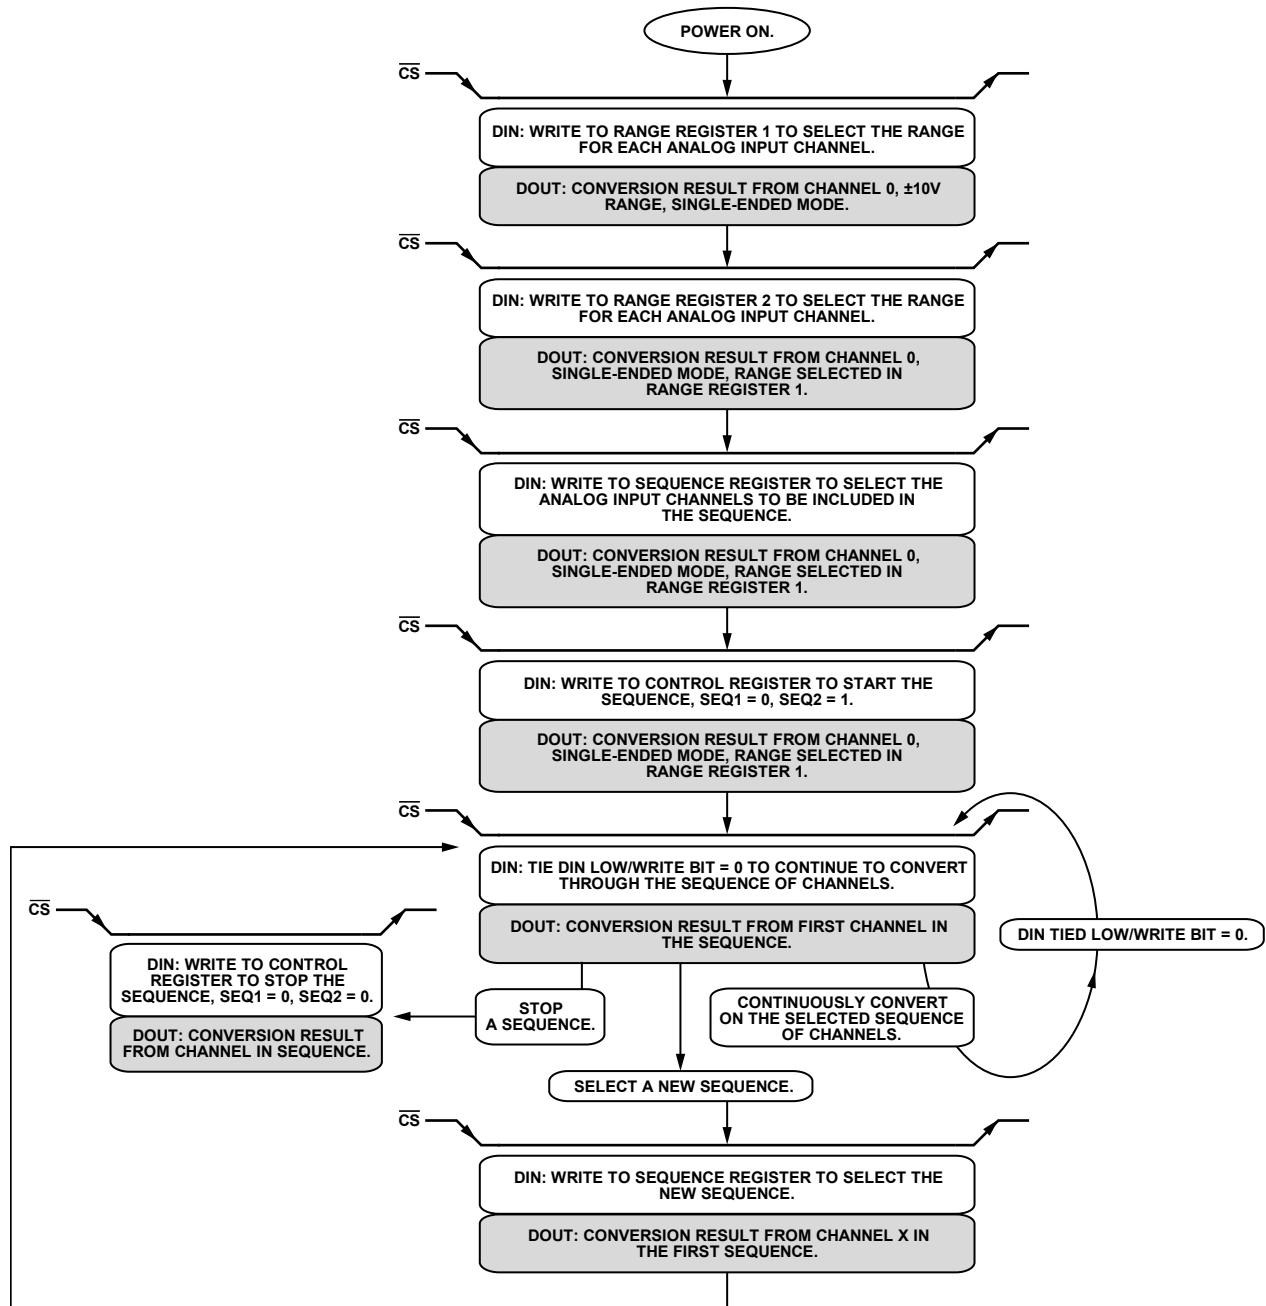 POWER ON.
CS
DIN: WRITE TO RANGE REGISTER 1 TO SELECT THE RANGE
FOR EACH ANALOG INPUT CHANNEL.
DOUT: CONVERSION RESULT FROM CHANNEL 0, ±10V
RANGE, SINGLE-ENDED MODE.
CS
DIN: WRITE TO RANGE REGISTER 2 TO SELECT THE RANGE
FOR EACH ANALOG INPUT CHANNEL.
DOUT: CONVERSION RESULT FROM CHANNEL 0,
SINGLE-ENDED MODE, RANGE SELECTED IN
RANGE REGISTER 1.
CS
DIN: WRITE TO SEQUENCE REGISTER TO SELECT THE
ANALOG INPUT CHANNELS TO BE INCLUDED IN
THE SEQUENCE.
DOUT: CONVERSION RESULT FROM CHANNEL 0,
SINGLE-ENDED MODE, RANGE SELECTED IN
RANGE REGISTER 1.
CS
DIN: WRITE TO CONTROL REGISTER TO START THE
SEQUENCE, SEQ1 = 0, SEQ2 = 1.
DOUT: CONVERSION RESULT FROM CHANNEL 0,
SINGLE-ENDED MODE, RANGE SELECTED IN
RANGE REGISTER 1.
CS
DIN: TIE DIN LOW/WRITE BIT = 0 TO CONTINUE TO CONVERT
THROUGH THE SEQUENCE OF CHANNELS.
DOUT: CONVERSION RESULT FROM FIRST CHANNEL IN
THE SEQUENCE.
DIN TIED LOW/WRITE BIT = 0.
CS
DIN: WRITE TO CONTROL
REGISTER TO STOP THE
SEQUENCE, SEQ1 = 0, SEQ2 = 0.
DOUT: CONVERSION RESULT
FROM CHANNEL IN SEQUENCE.
STOP
A SEQUENCE.
CONTINUOUSLY CONVERT
ON THE SELECTED SEQUENCE
OF CHANNELS.
SELECT A NEW SEQUENCE.
CS
DIN: WRITE TO SEQUENCE REGISTER TO SELECT THE
NEW SEQUENCE.
DOUT: CONVERSION RESULT FROM CHANNEL X IN
THE FIRST SEQUENCE.